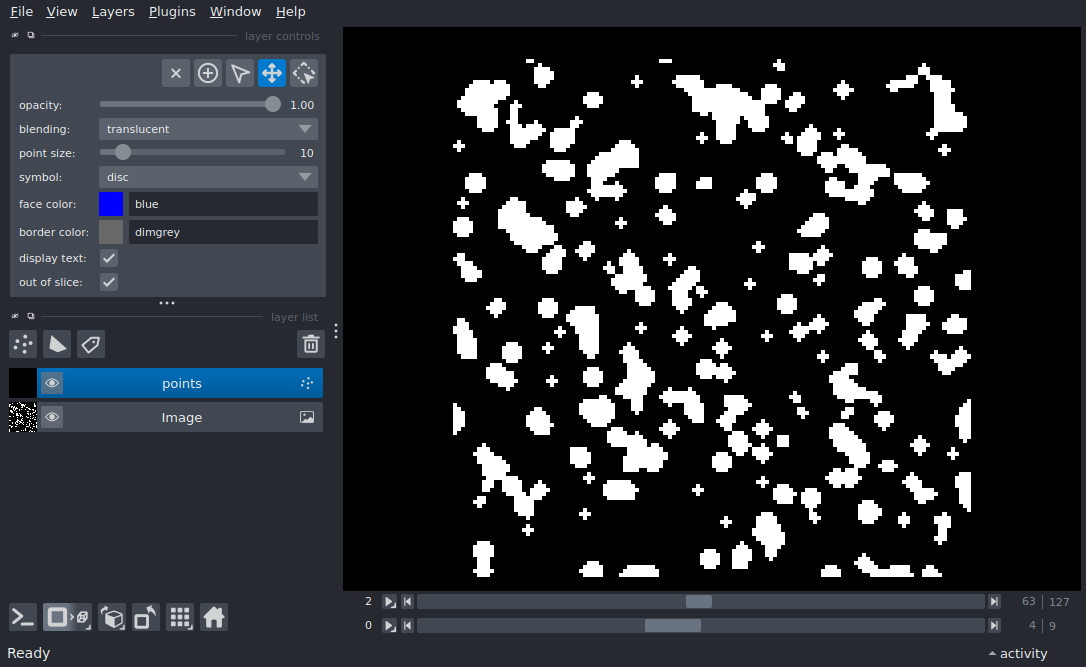 File View Layers Plugins Window Help
layer controls
opacity: 1.00
blending: translucent
point size: 10
symbol: disc
face color: blue
border color: dimgrey
display text:
out of slice:
layer list
points
Image
2 63 | 127
0 4 | 9
Ready activity